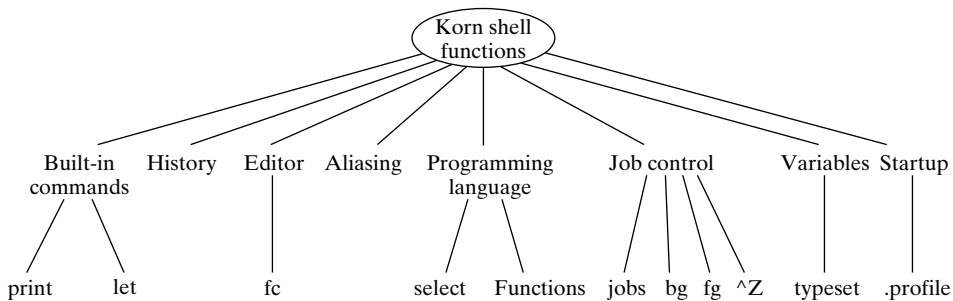 Korn shell
functions
Built-in
commands
History
Editor
Aliasing
Programming
language
Job control
Variables
Startup
print
let
fc
select
Functions
jobs
bg
fg
^Z
typeset
.profile